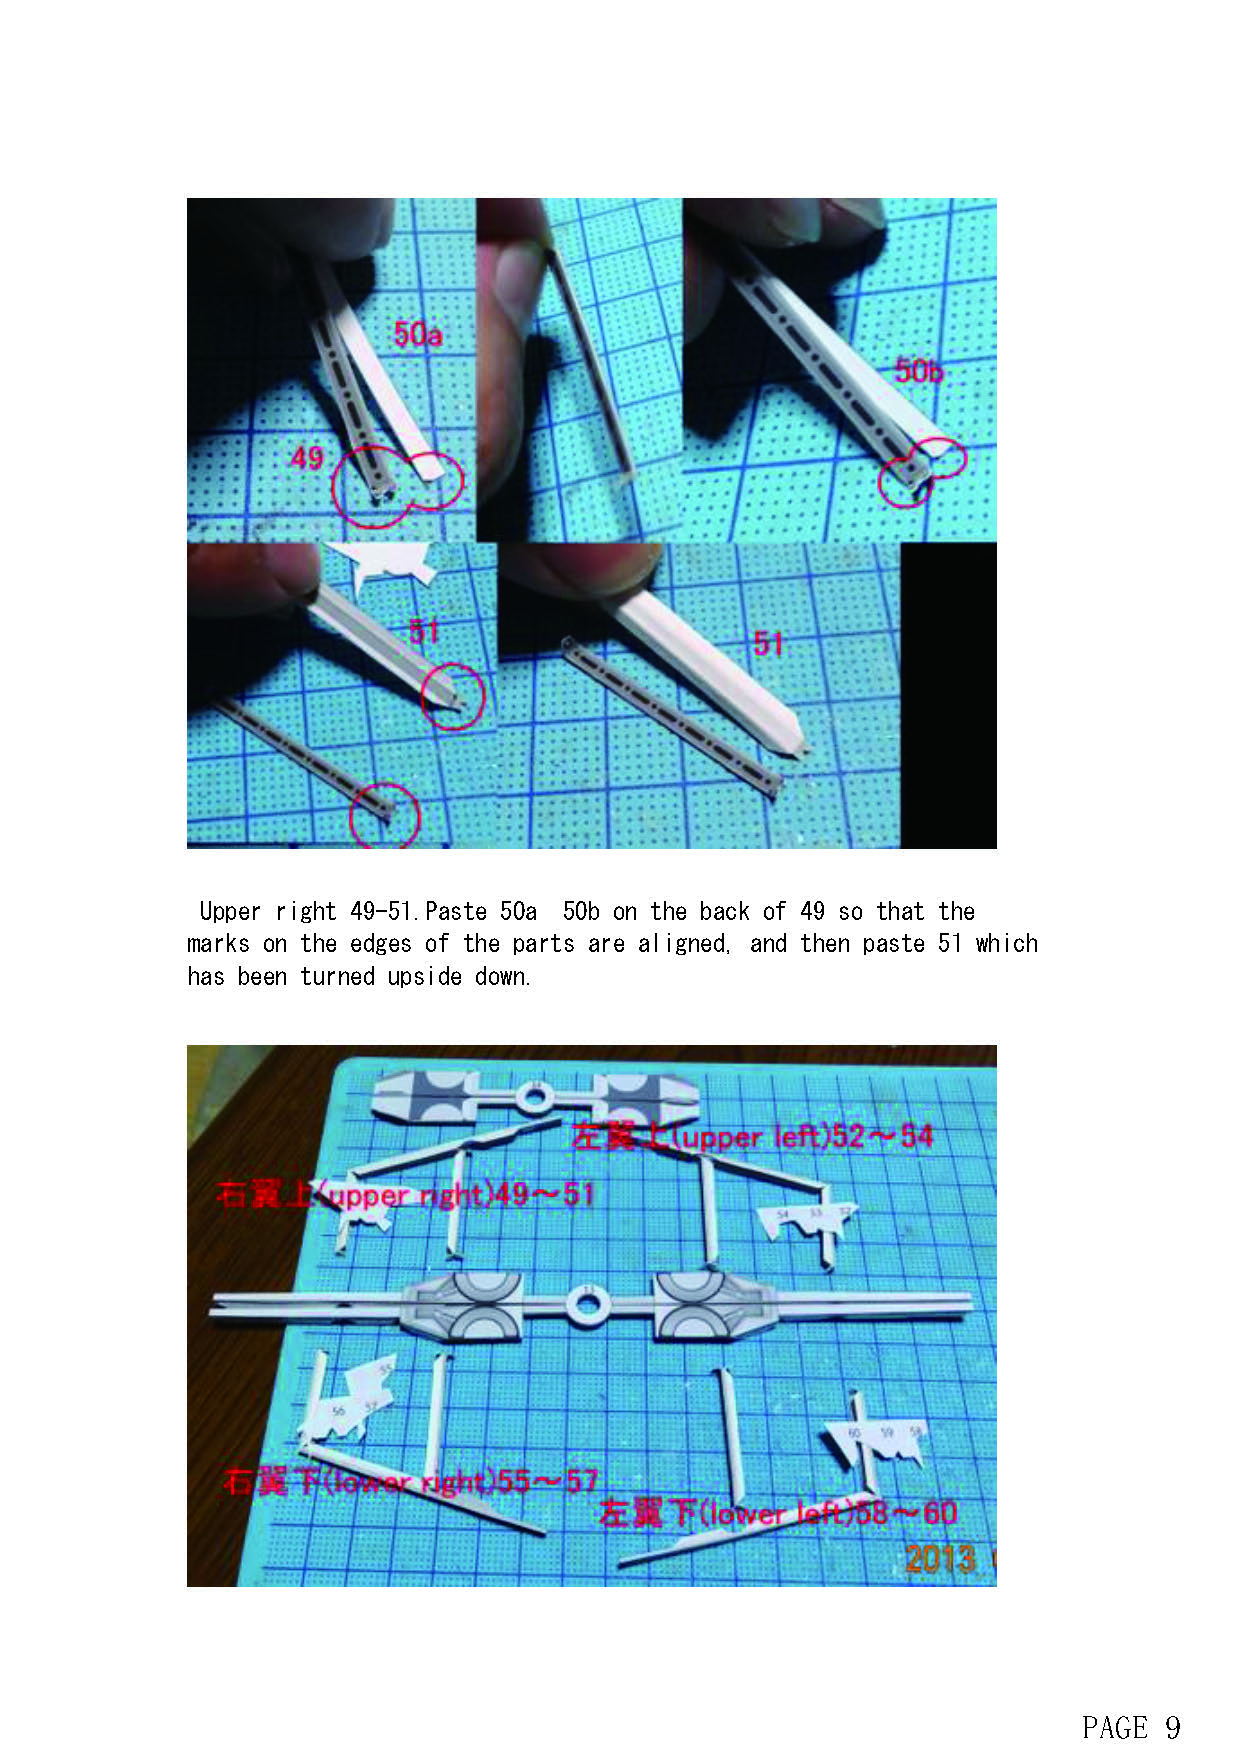 50a
50b
49
51
51
Upper right 49-51.Paste 50a  50b on the back of 49 so that the
marks on the edges of the parts are aligned, and then paste 51 which
has been turned upside down.
左翼上(upper left)52～54
右翼上(upper right)49～51
54 53 52
55
56 57
60 59 58
右翼下(lower right)55～57
左翼下(lower left)58～60
2013
PAGE 9